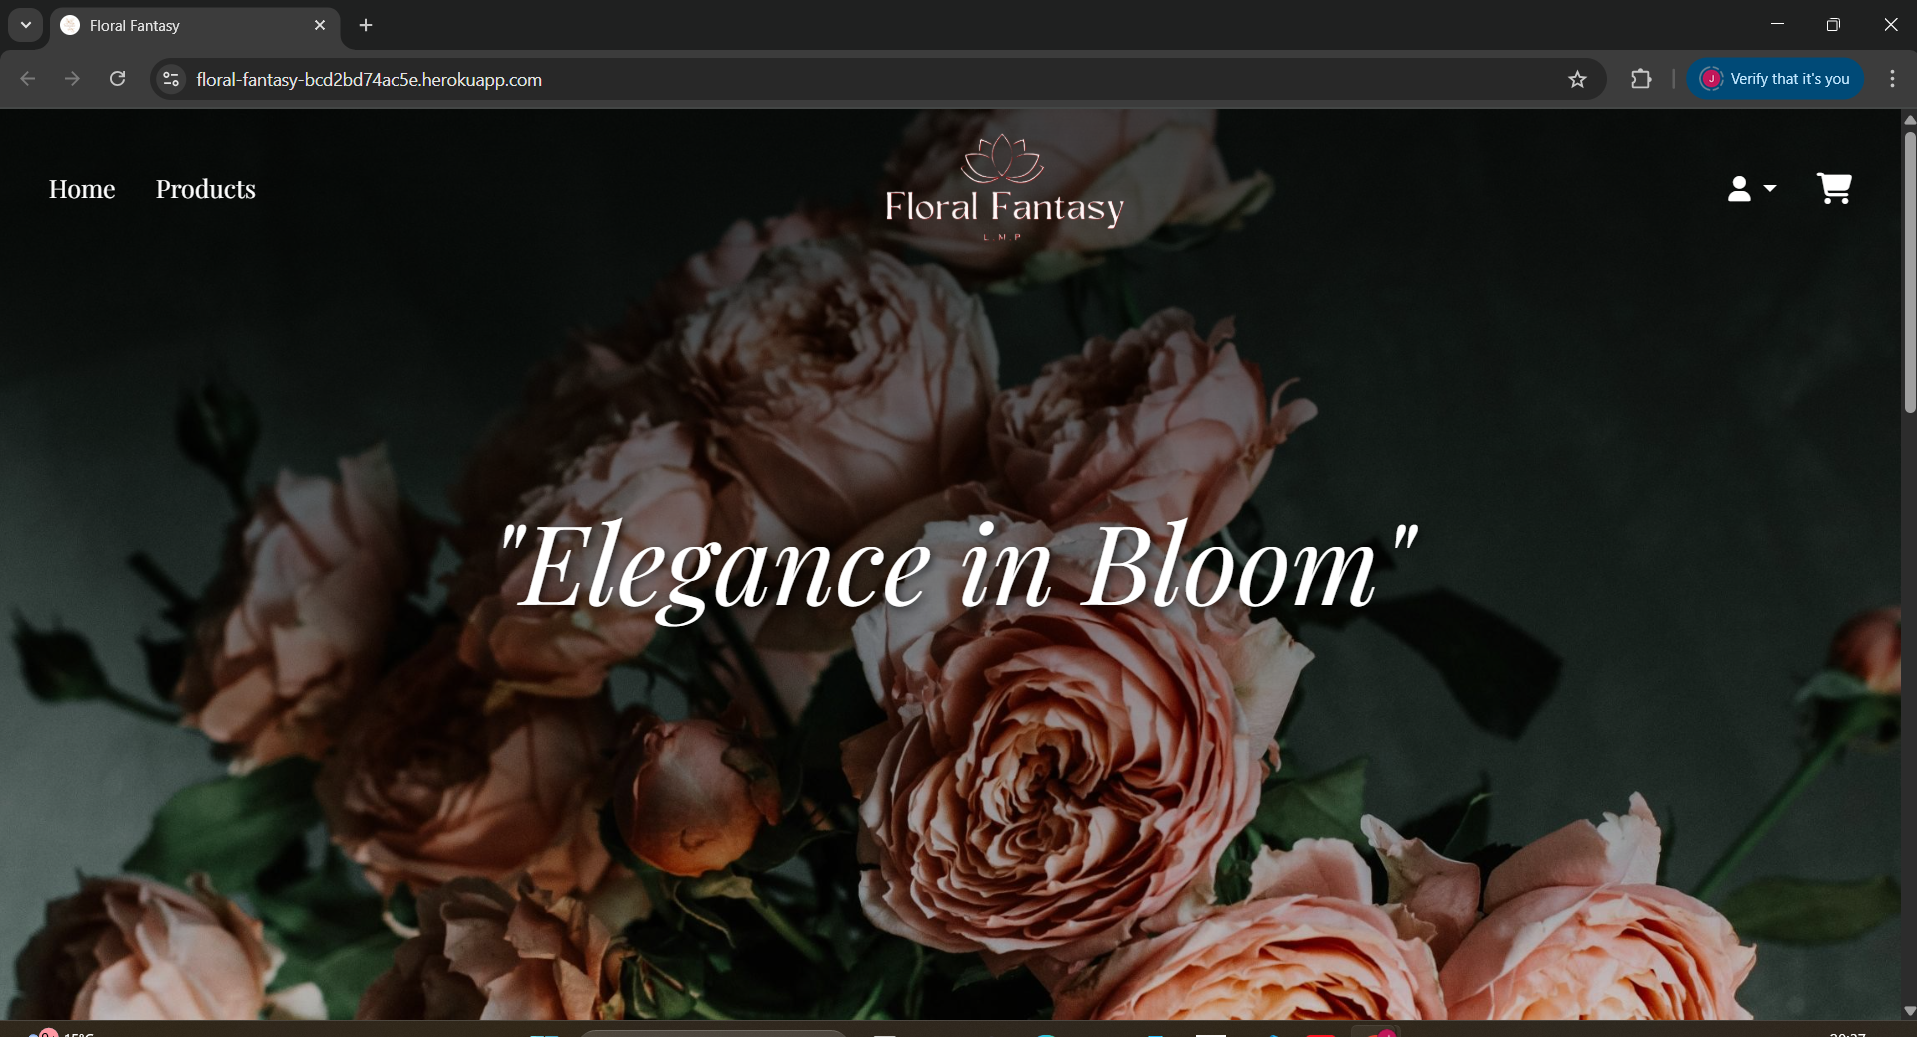 Floral Fantasy
floral-fantasy-bcd2bd74ac5e.herokuapp.com
J
Verify that it's you
Home
Products
Floral Fantasy
L.M.P
"Elegance in Bloom"